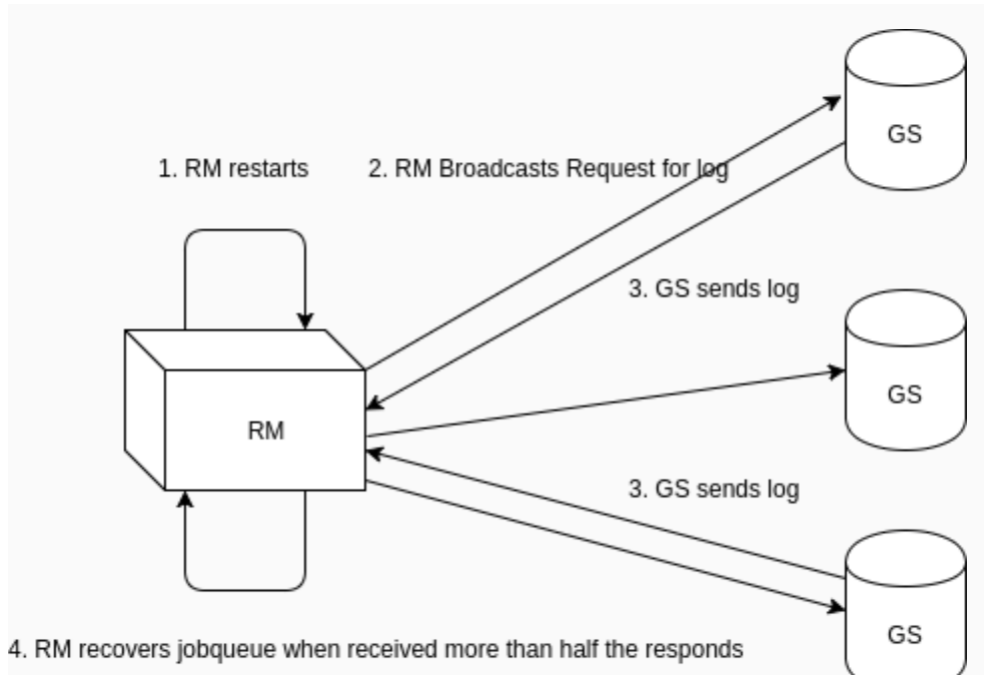 GS
1. RM restarts
2. RM Broadcasts Request for log
3. GS sends log
GS
RM
3. GS sends log
GS
4. RM recovers jobqueue when received more than half the responds